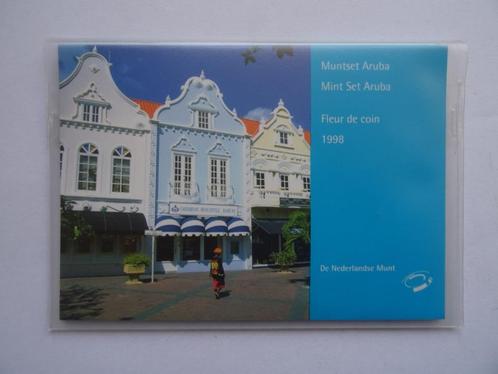 Muntset Aruba
Mint Set Aruba
Fleur de coin
1998
De Nederlandse Munt